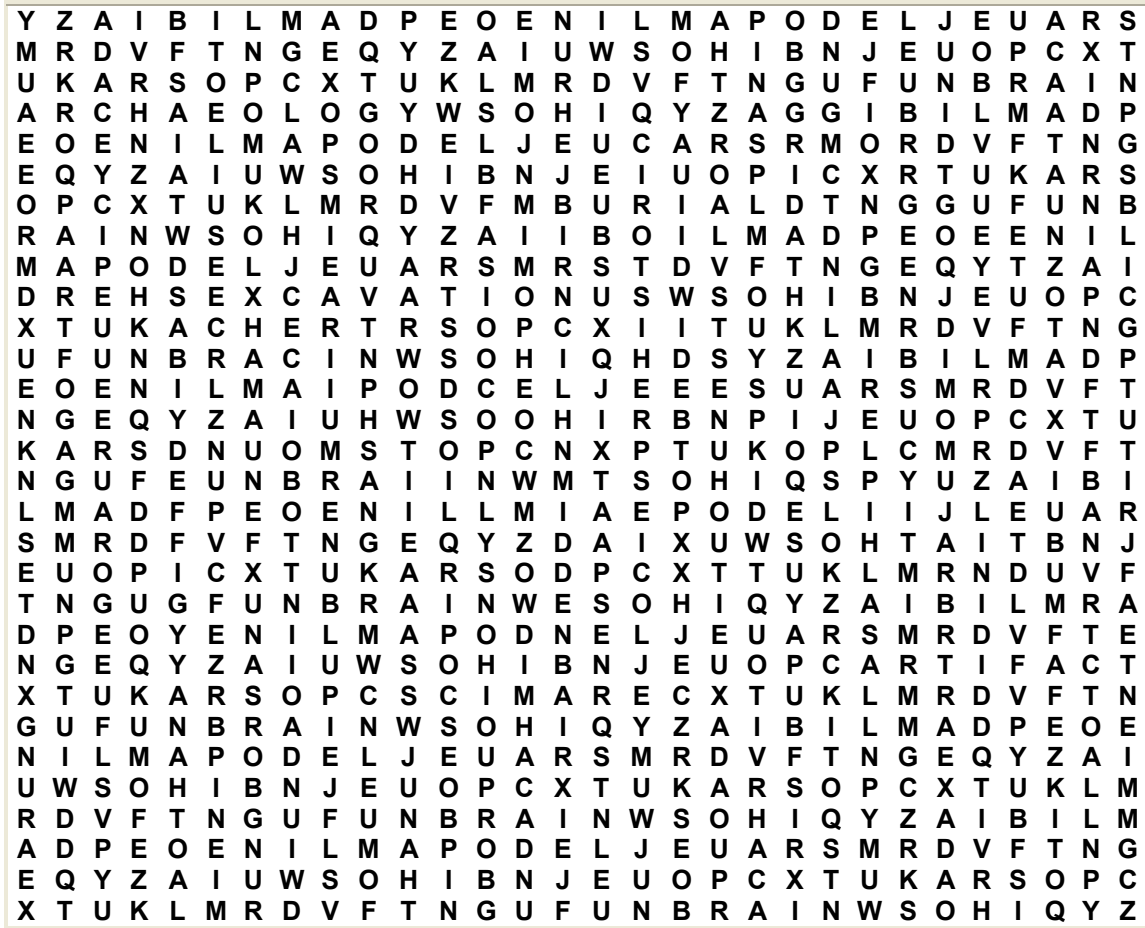 Y Z A I B I L M A D P E O E N I L M A P O D E L J E U A R S
M R D V F T N G E Q Y Z A I U W S O H I B N J E U O P C X T
U K A R S O P C X T U K L M R D V F T N G U F U N B R A I N
A R C H A E O L O G Y W S O H I Q Y Z A G G I B I L M A D P
E O E N I L M A P O D E L J E U C A R S R M O R D V F T N G
E Q Y Z A I U W S O H I B N J E I U O P I C X R T U K A R S
O P C X T U K L M R D V F M B U R I A L D T N G G U F U N B
R A I N W S O H I Q Y Z A I I B O I L M A D P E O E E N I L
M A P O D E L J E U A R S M R S T D V F T N G E Q Y T Z A I
D R E H S E X C A V A T I O N U S W S O H I B N J E U O P C
X T U K A C H E R T R S O P C X I I T U K L M R D V F T N G
U F U N B R A C I N W S O H I Q H D S Y Z A I B I L M A D P
E O E N I L M A I P O D C E L J E E E S U A R S M R D V F T
N G E Q Y Z A I U H W S O O H I R B N P I J E U O P C X T U
K A R S D N U O M S T O P C N X P T U K O P L C M R D V F T
N G U F E U N B R A I I N W M T S O H I Q S P Y U Z A I B I
L M A D F P E O E N I L L M I A E P O D E L I I J L E U A R
S M R D F V F T N G E Q Y Z D A I X U W S O H T A I T B N J
E U O P I C X T U K A R S O D P C X T T U K L M R N D U V F
T N G U G F U N B R A I N W E S O H I Q Y Z A I B I L M R A
D P E O Y E N I L M A P O D N E L J E U A R S M R D V F T E
N G E Q Y Z A I U W S O H I B N J E U O P C A R T I F A C T
X T U K A R S O P C S C I M A R E C X T U K L M R D V F T N
G U F U N B R A I N W S O H I Q Y Z A I B I L M A D P E O E
N I L M A P O D E L J E U A R S M R D V F T N G E Q Y Z A I
U W S O H I B N J E U O P C X T U K A R S O P C X T U K L M
R D V F T N G U F U N B R A I N W S O H I Q Y Z A I B I L M
A D P E O E N I L M A P O D E L J E U A R S M R D V F T N G
E Q Y Z A I U W S O H I B N J E U O P C X T U K A R S O P C
X T U K L M R D V F T N G U F U N B R A I N W S O H I Q Y Z